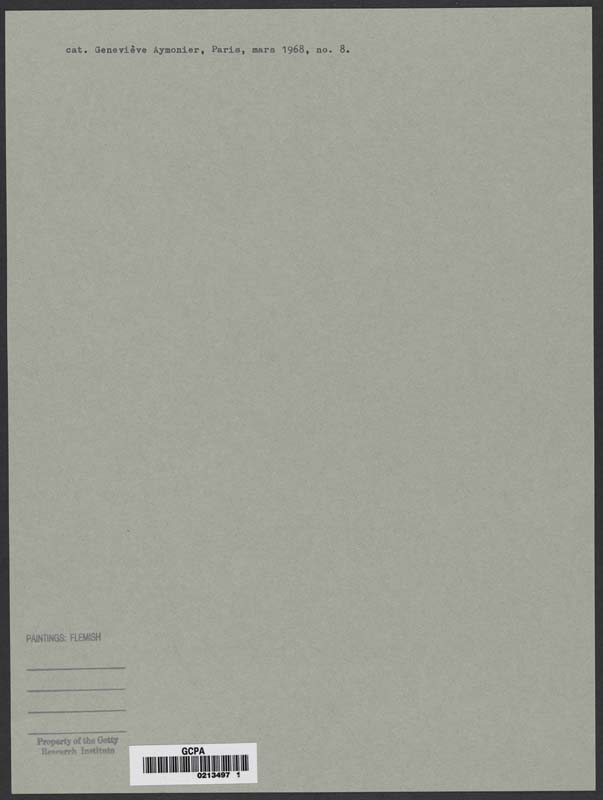 cat. Geneviève Aymonier, Paris, mars 1968, no. 8.
PAINTINGS: FLEMISH
Property of the Getty
Research Institute
GCPA
0213497 1